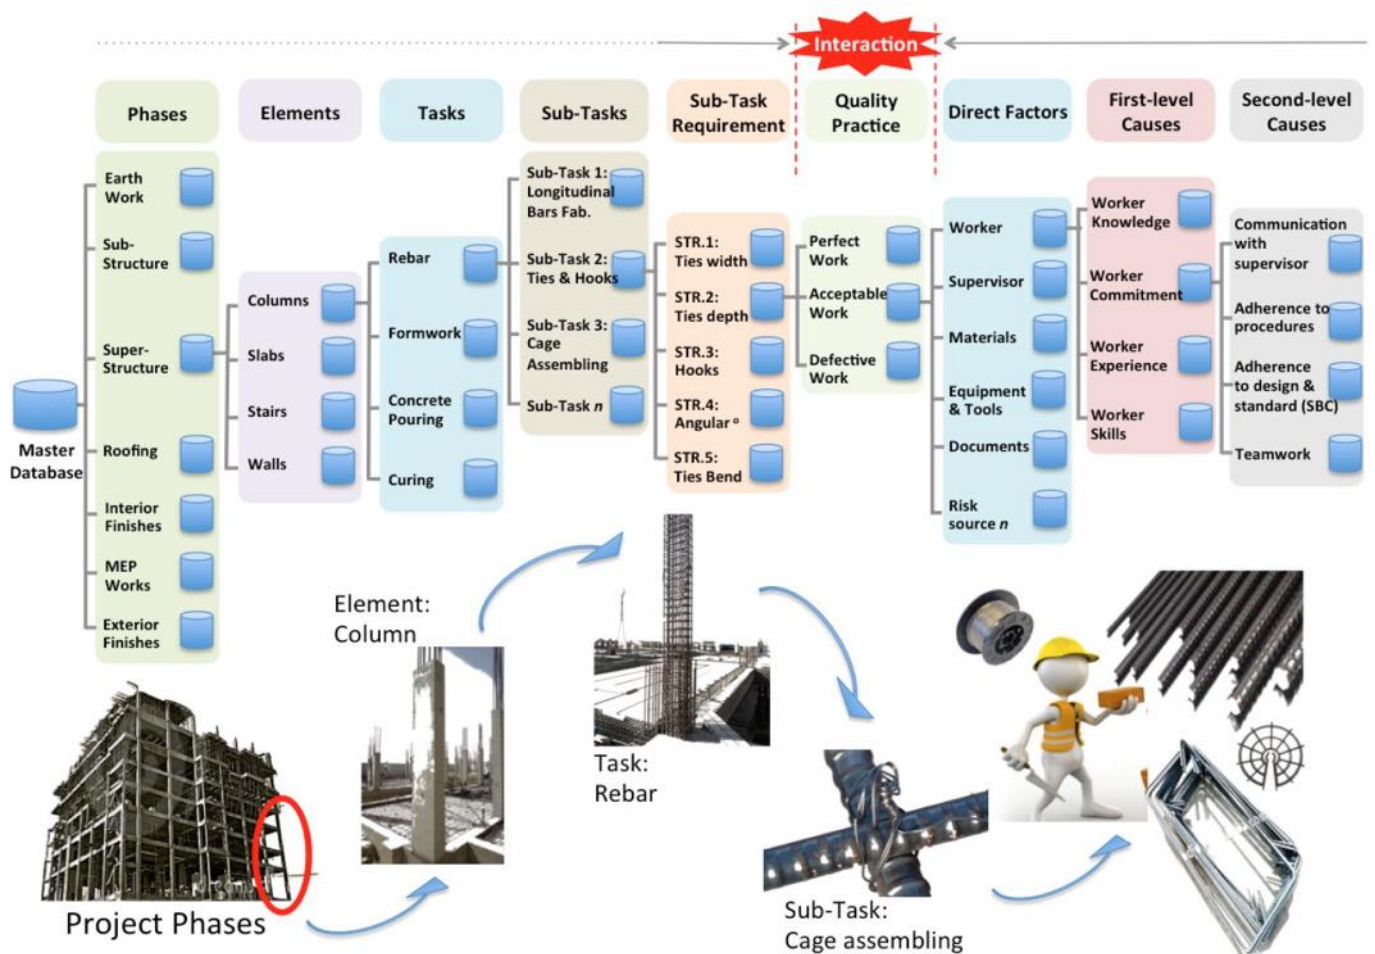 Interaction
Phases
Elements
Tasks
Sub-Tasks
Sub-Task
Requirement
Quality
Practice
Direct Factors
First-level
Causes
Second-level
Causes
Master
Database
Earth
Work
Sub-
Structure
Super-
Structure
Roofing
Interior
Finishes
MEP
Works
Exterior
Finishes
Columns
Slabs
Stairs
Walls
Rebar
Formwork
Concrete
Pouring
Curing
Sub-Task 1:
Longitudinal
Bars Fab.
Sub-Task 2:
Ties & Hooks
Sub-Task 3:
Cage
Assembling
Sub-Task n
STR.1:
Ties width
STR.2:
Ties depth
STR.3:
Hooks
STR.4:
Angular º
STR.5:
Ties Bend
Perfect
Work
Acceptable
Work
Defective
Work
Worker
Supervisor
Materials
Equipment
& Tools
Documents
Risk
source n
Worker
Knowledge
Worker
Commitment
Worker
Experience
Worker
Skills
Communication
with
supervisor
Adherence to
procedures
Adherence
to design &
standard (SBC)
Teamwork
Project Phases
Element:
Column
Task:
Rebar
Sub-Task:
Cage assembling